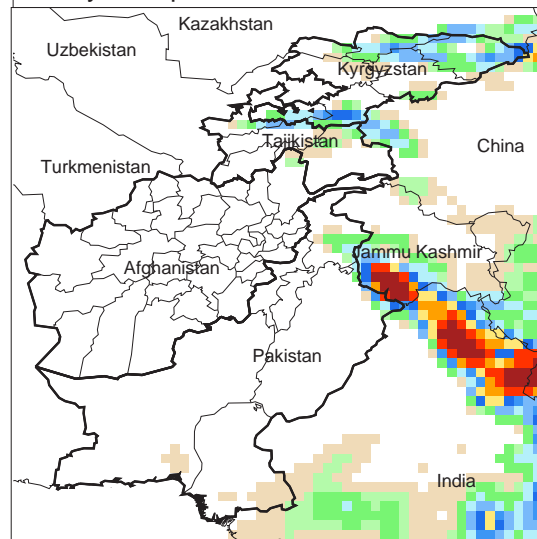 Kazakhstan
Uzbekistan
Kyrgyzstan
Tajikistan
China
Turkmenistan
Jammu Kashmir
Afghanistan
Pakistan
India